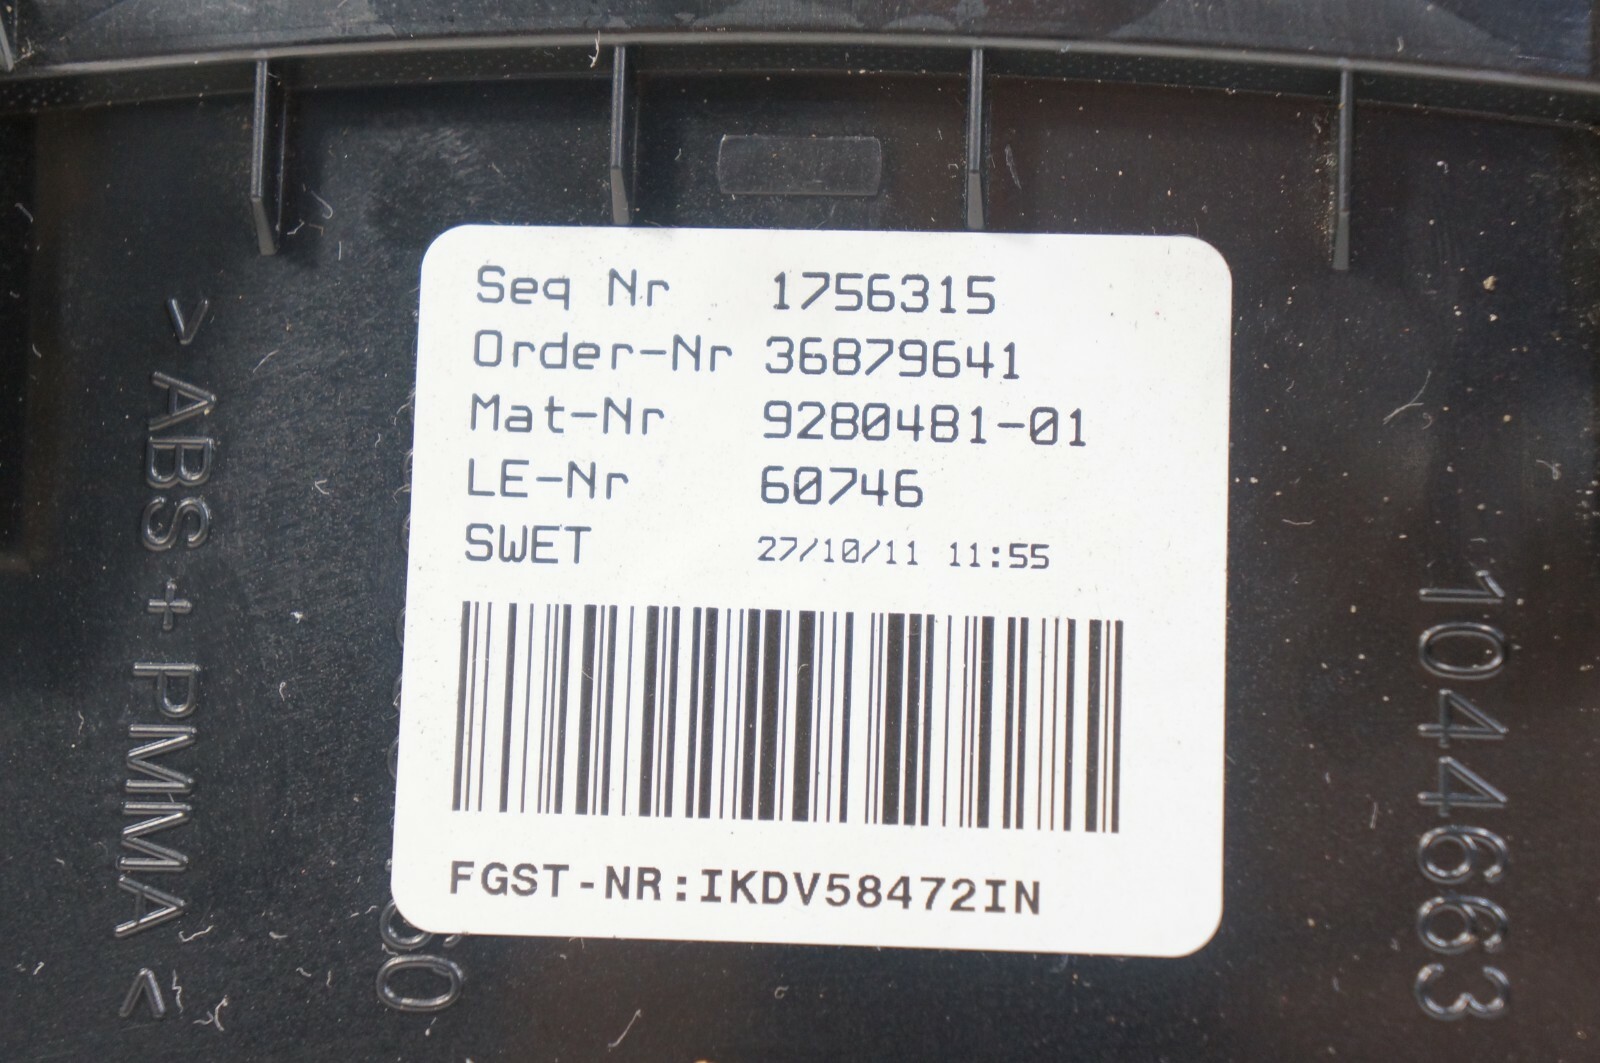 Seq Nr 1756315
Order-Nr 36879641
Mat-Nr 9280481-01
LE-Nr 60746
SWET 27/10/11 11:55
FGST-NR:IKDV58472IN
>ABS + PMMA<
1044663